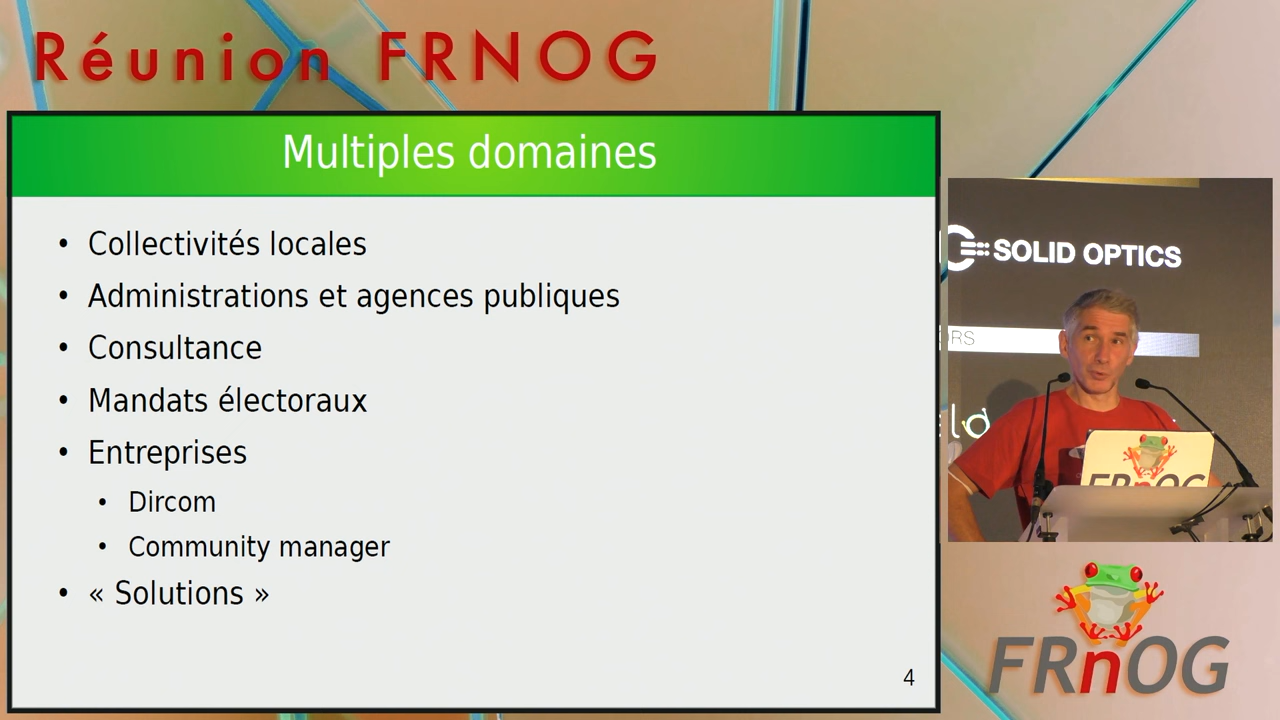 Réunion FRNOG
Multiples domaines
• Collectivités locales
• Administrations et agences publiques
• Consultance
• Mandats électoraux
• Entreprises
• Dircom
• Community manager
• « Solutions »
4
SOLID OPTICS
FRnOG
FRnOG